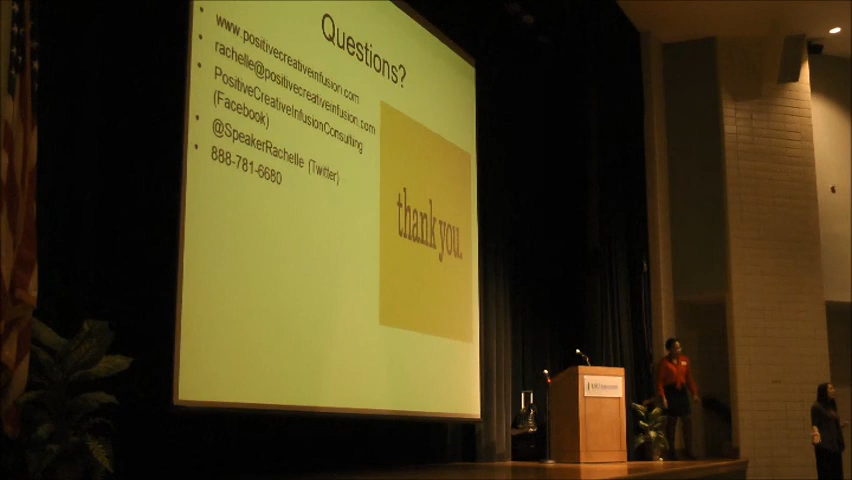 Questions?
www.positivecreativeinfusion.com
rachelle@positivecreativeinfusion.com
PositiveCreativeInfusionConsulting
(Facebook)
@SpeakerRachelle (Twitter)
888-781-6680
thank you.